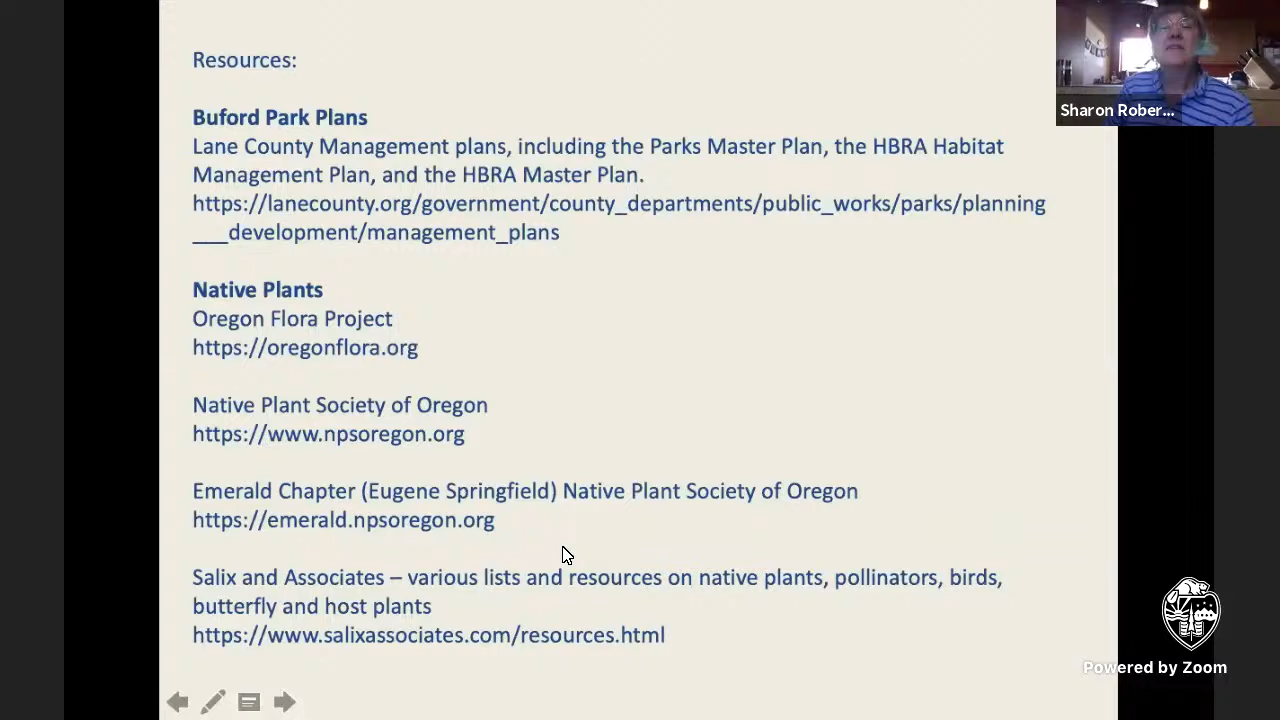 Resources:
Buford Park Plans
Lane County Management plans, including the Parks Master Plan, the HBRA Habitat
Management Plan, and the HBRA Master Plan.
https://lanecounty.org/government/county_departments/public_works/parks/planning
___development/management_plans
Native Plants
Oregon Flora Project
https://oregonflora.org
Native Plant Society of Oregon
https://www.npsoregon.org
Emerald Chapter (Eugene Springfield) Native Plant Society of Oregon
https://emerald.npsoregon.org
Salix and Associates – various lists and resources on native plants, pollinators, birds,
butterfly and host plants
https://www.salixassociates.com/resources.html
Sharon Rober...
Powered by Zoom